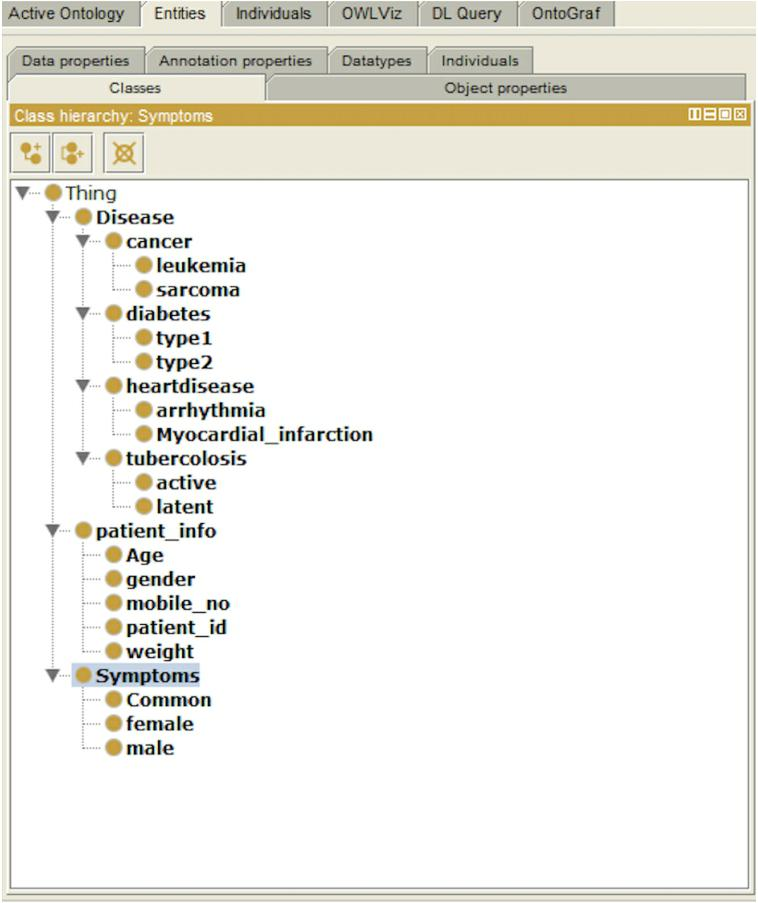 Active Ontology Entities Individuals OWLViz DL Query OntoGraf
Data properties Annotation properties Datatypes Individuals
Classes Object properties
Class hierarchy: Symptoms
Thing
Disease
cancer
leukemia
sarcoma
diabetes
type1
type2
heartdisease
arrhythmia
Myocardial_infarction
tubercolosis
active
latent
patient_info
Age
gender
mobile_no
patient_id
weight
Symptoms
Common
female
male